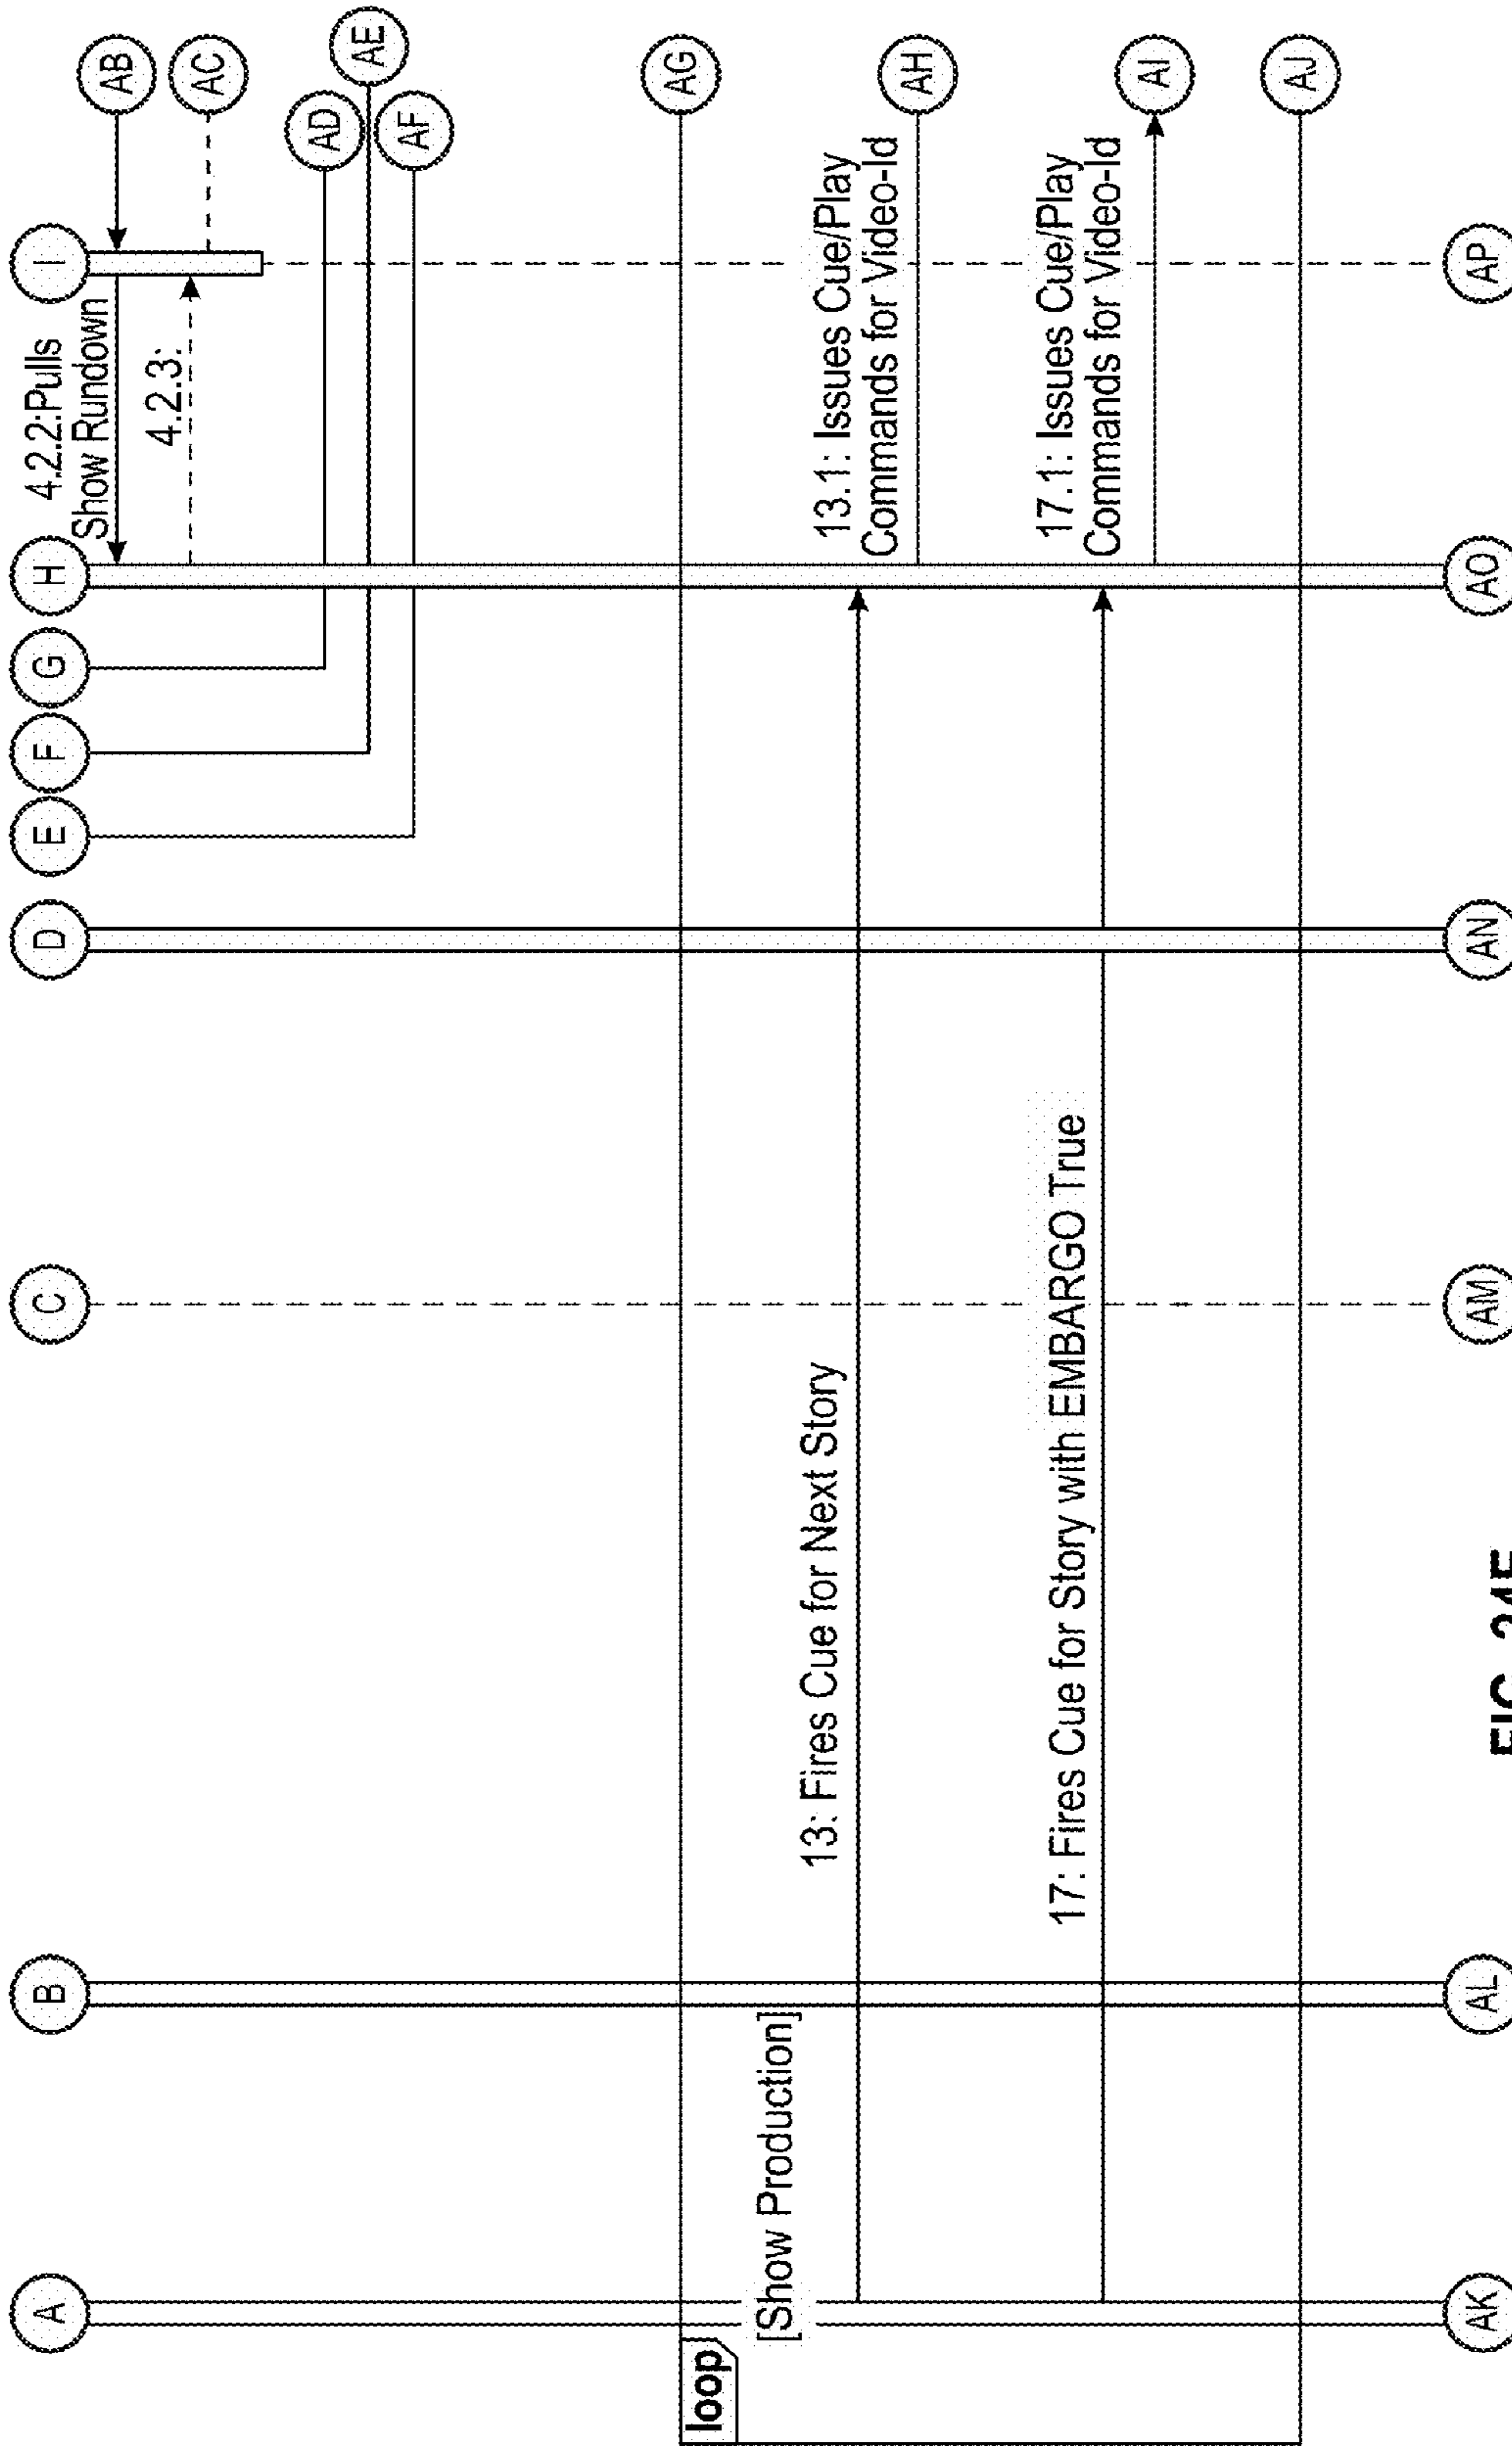 A B C D E F G H I
4.2.2:Pulls
Show Rundown
AB
4.2.3:
AC
AD
AE
AF
AG
loop
[Show Production]
13: Fires Cue for Next Story
13.1: Issues Cue/Play
Commands for Video-Id
AH
17: Fires Cue for Story with EMBARGO True
17.1: Issues Cue/Play
Commands for Video-Id
AI
AJ
AK AL AM AN AO AP
FIG.